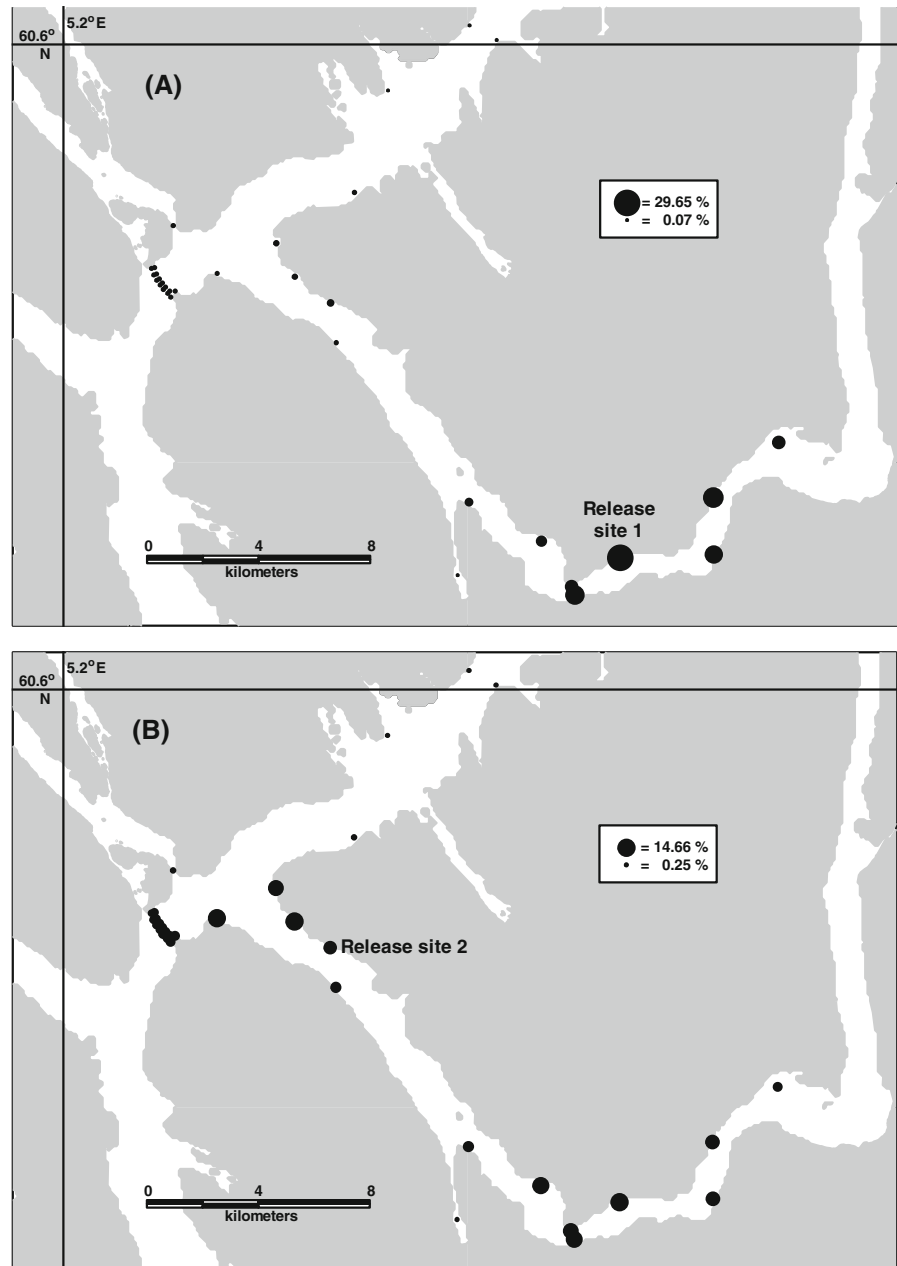 5.2°E
60.6°
N
(A)
= 29.65 %
= 0.07 %
Release
site 1
0 4 8
kilometers
5.2°E
60.6°
N
(B)
= 14.66 %
= 0.25 %
Release site 2
0 4 8
kilometers